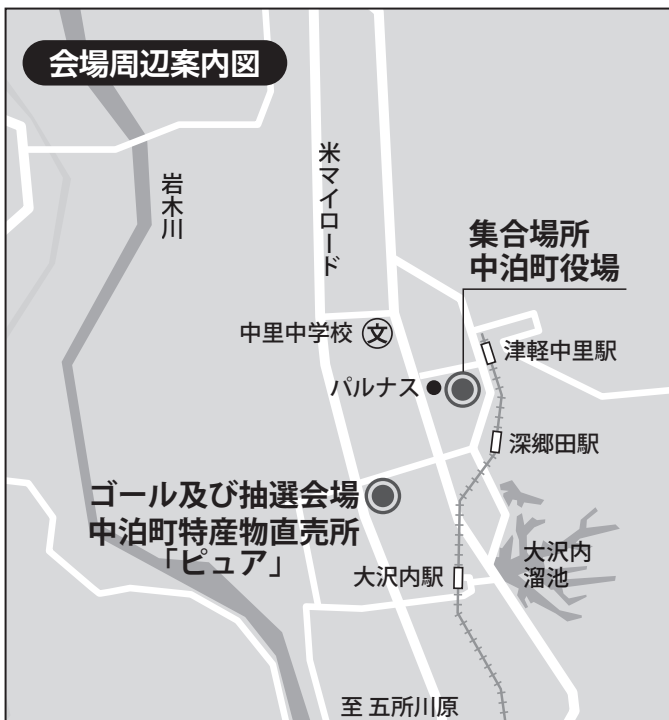 会場周辺案内図
岩木川
米マイロード
集合場所
中泊町役場
中里中学校
文
津軽中里駅
パルナス
深郷田駅
ゴール及び抽選会場
中泊町特産物直売所
「ピュア」
大沢内
溜池
大沢内駅
至 五所川原